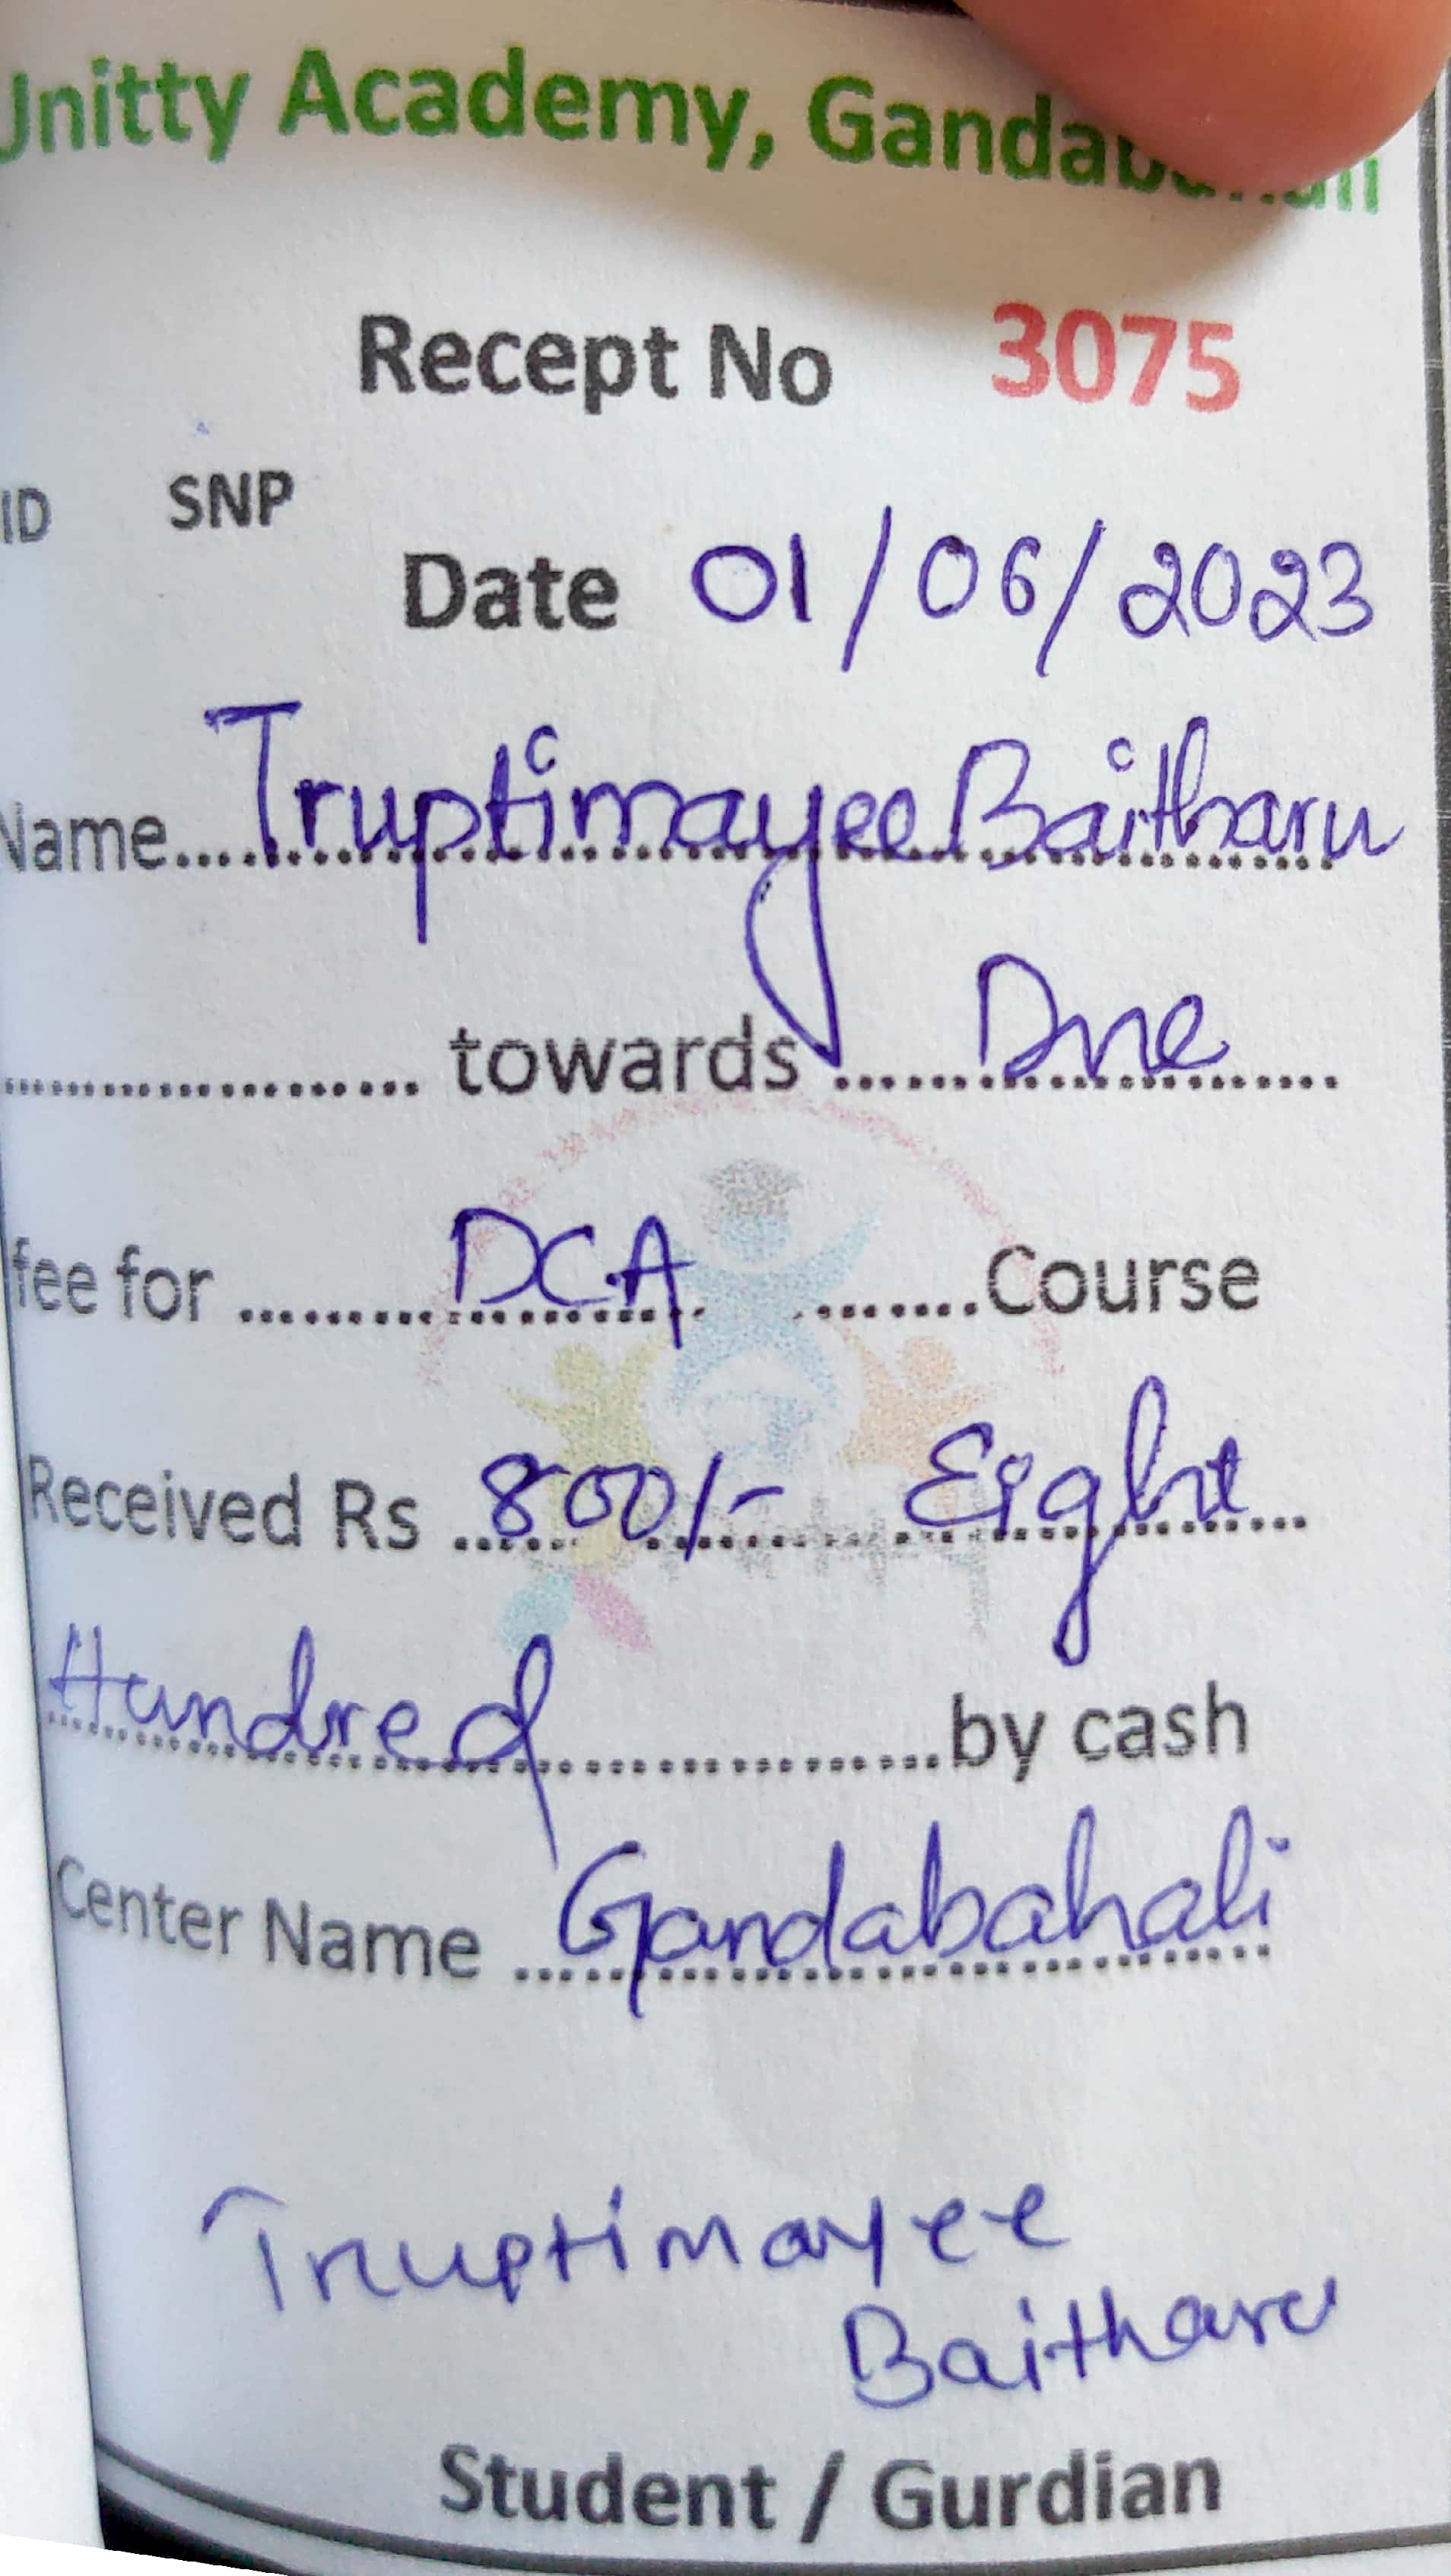 Unitty Academy, Gandabahali
Recept No 3075
ID SNP
Date 01/06/2023
Name....Truptimayee Baitharu
.................... towards ....Due....
fee for ..........DCA.......Course
Received Rs ....800/- Eight...
Hundred..................by cash
Center Name ....Gandabahali
Truptimayee
Baitharu
Student / Gurdian